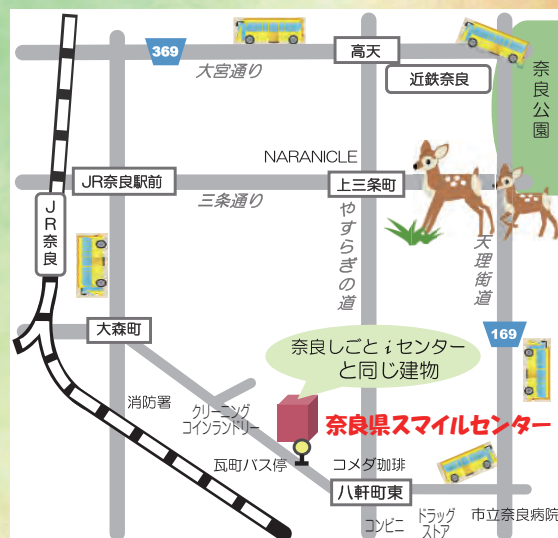 369
高天
大宮通り
近鉄奈良
奈良公園
NARANICLE
JR奈良駅前
上三条町
三条通り
JR奈良
やすらぎの道
天理街道
169
大森町
奈良しごとiセンター
と同じ建物
消防署
クリーニング
コインランドリー
奈良県スマイルセンター
瓦町バス停
コメダ珈琲
八軒町東
市立奈良病院
コンビニ
ドラッグ
ストア